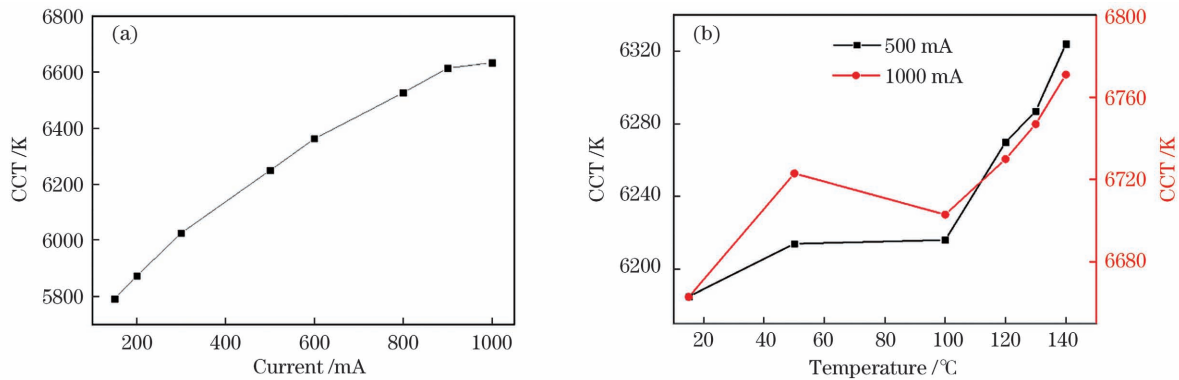 (a)
CCT /K
6800
6600
6400
6200
6000
5800
200
400
600
800
1000
Current /mA
(b)
500 mA
1000 mA
CCT /K
6320
6280
6240
6200
20
40
60
80
100
120
140
Temperature /℃
6800
6760
6720
6680
CCT /K